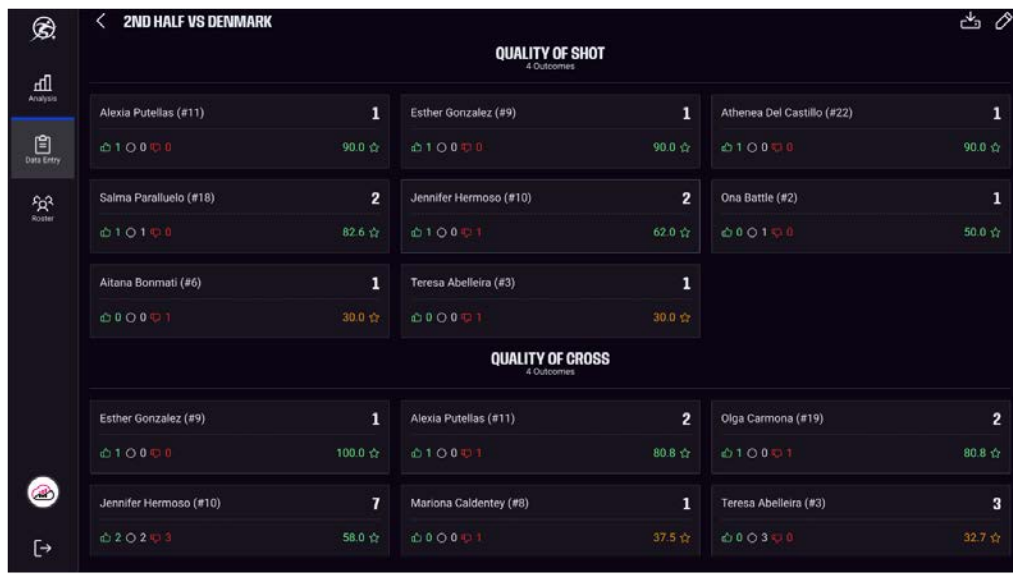 2ND HALF VS DENMARK
Analysis
Data Entry
Roster
QUALITY OF SHOT
4 Outcomes
Alexia Putellas (#11) 1
1 0 0 90.0
Esther Gonzalez (#9) 1
1 0 0 90.0
Athenea Del Castillo (#22) 1
1 0 0 90.0
Salma Paralluelo (#18) 2
1 1 0 82.6
Jennifer Hermoso (#10) 2
1 0 1 62.0
Ona Battle (#2) 1
0 1 0 50.0
Aitana Bonmati (#6) 1
0 0 1 30.0
Teresa Abelleira (#3) 1
0 0 1 30.0
QUALITY OF CROSS
4 Outcomes
Esther Gonzalez (#9) 1
1 0 0 100.0
Alexia Putellas (#11) 2
1 0 1 80.8
Olga Carmona (#19) 2
1 0 1 80.8
Jennifer Hermoso (#10) 7
2 2 3 58.0
Mariona Caldentey (#8) 1
0 0 1 37.5
Teresa Abelleira (#3) 3
0 3 0 32.7